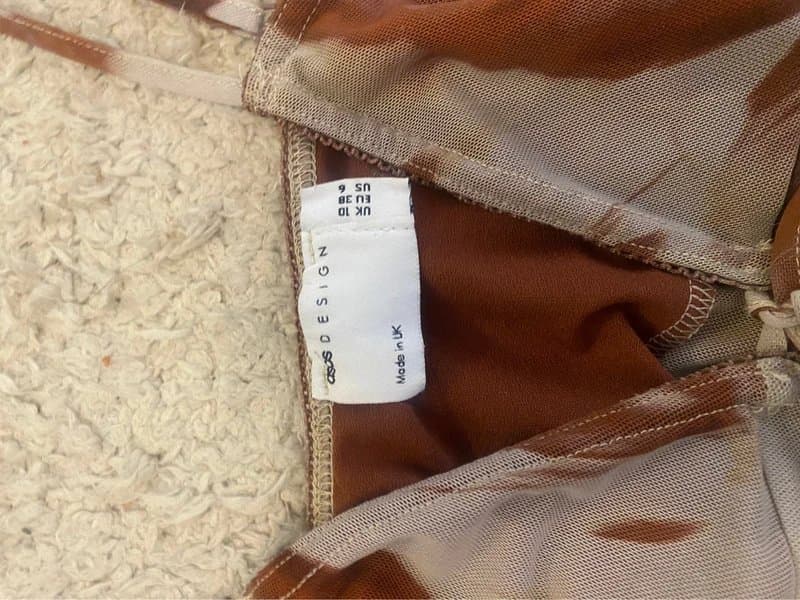 asos DESIGN
Made in UK
UK 10
EU 38
US 6